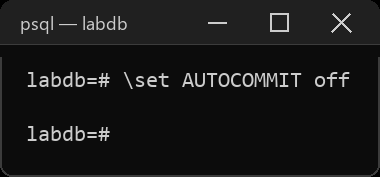 psql — labdb
labdb=# \set AUTOCOMMIT off
labdb=#